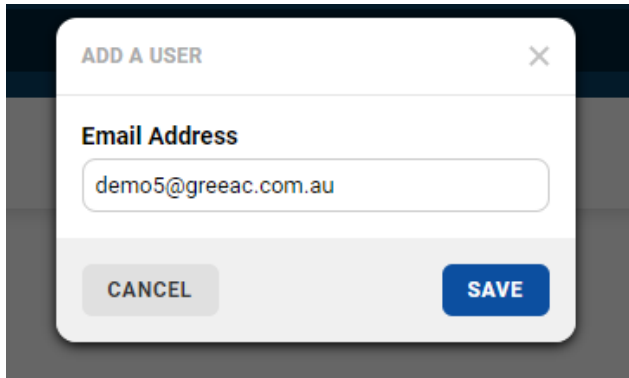 ADD A USER
Email Address
demo5@greeac.com.au
CANCEL
SAVE